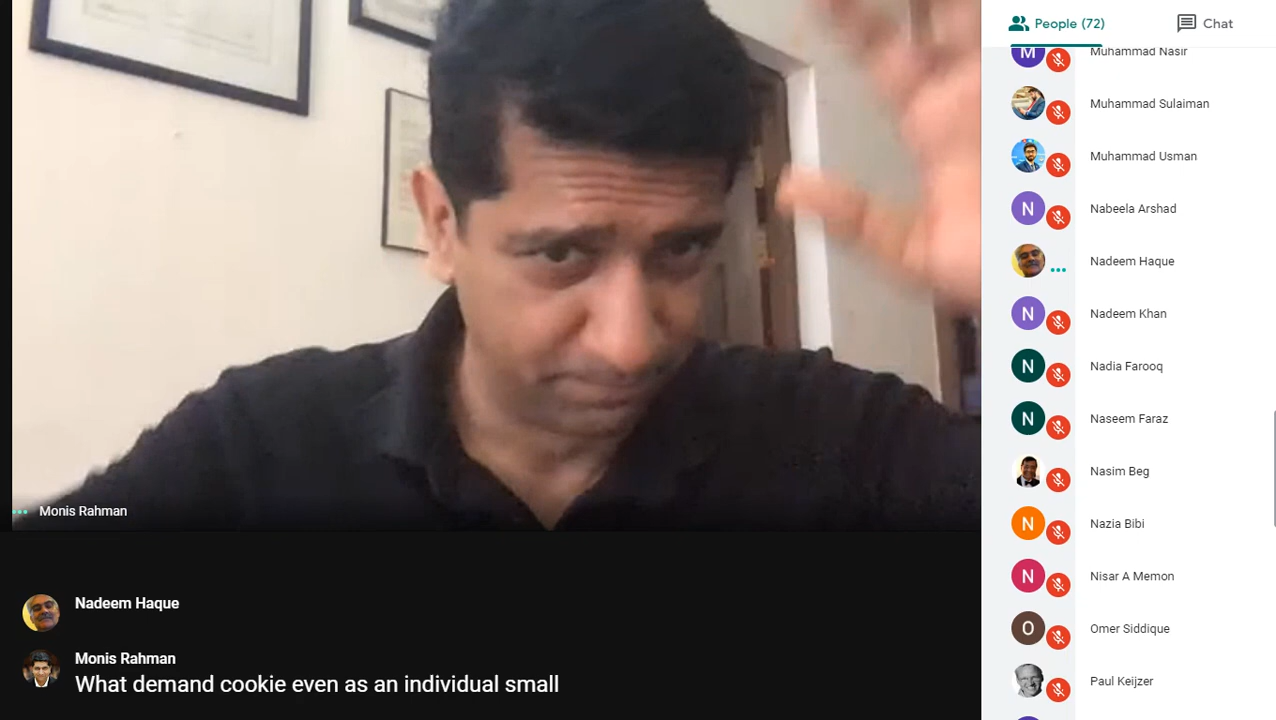 People (72)
Chat
M
Muhammad Nasir
Muhammad Sulaiman
Muhammad Usman
N
Nabeela Arshad
Nadeem Haque
N
Nadeem Khan
N
Nadia Farooq
N
Naseem Faraz
Nasim Beg
N
Nazia Bibi
N
Nisar A Memon
O
Omer Siddique
Paul Keijzer
Monis Rahman
Nadeem Haque
Monis Rahman
What demand cookie even as an individual small